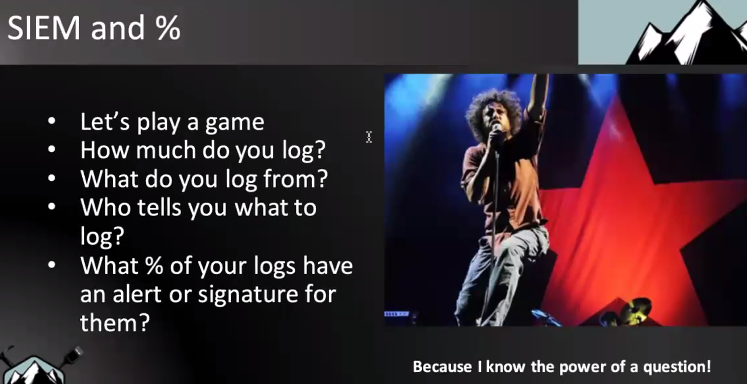 SIEM and %
• Let's play a game
• How much do you log?
• What do you log from?
• Who tells you what to
log?
• What % of your logs have
an alert or signature for
them?
Because I know the power of a question!